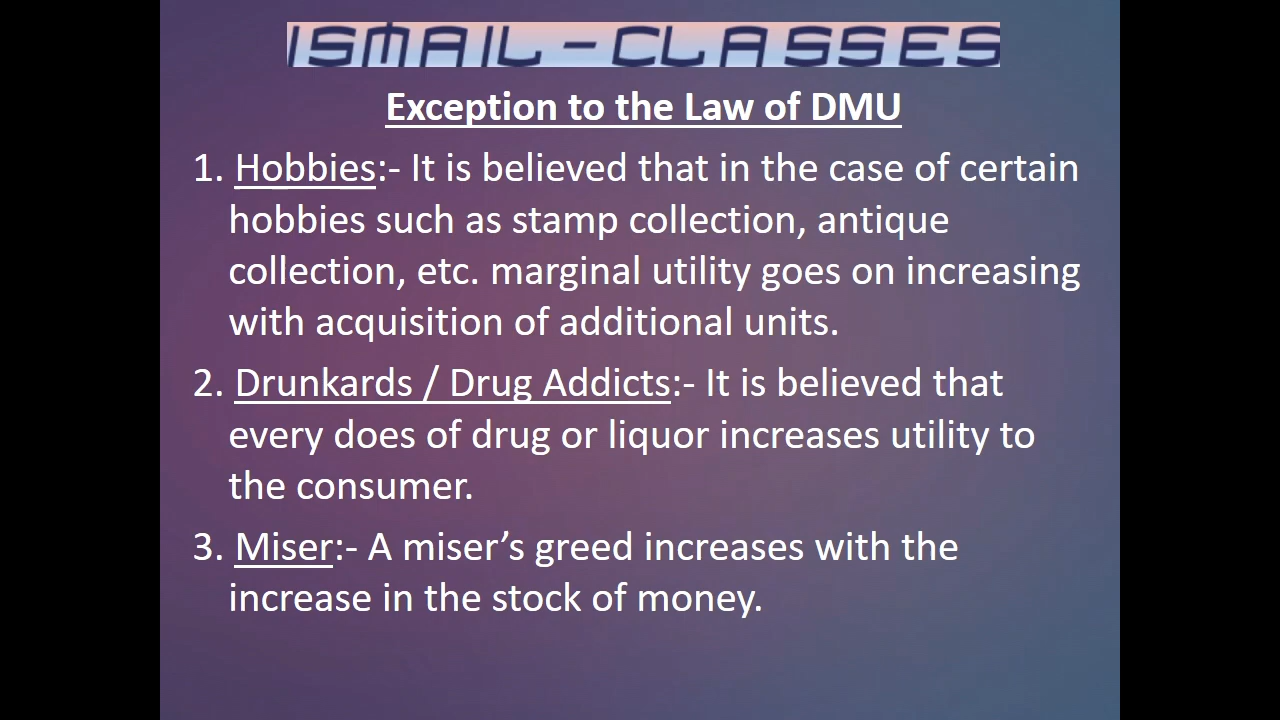 ISMAIL-CLASSES
Exception to the Law of DMU
1. Hobbies:- It is believed that in the case of certain
hobbies such as stamp collection, antique
collection, etc. marginal utility goes on increasing
with acquisition of additional units.
2. Drunkards / Drug Addicts:- It is believed that
every does of drug or liquor increases utility to
the consumer.
3. Miser:- A miser’s greed increases with the
increase in the stock of money.